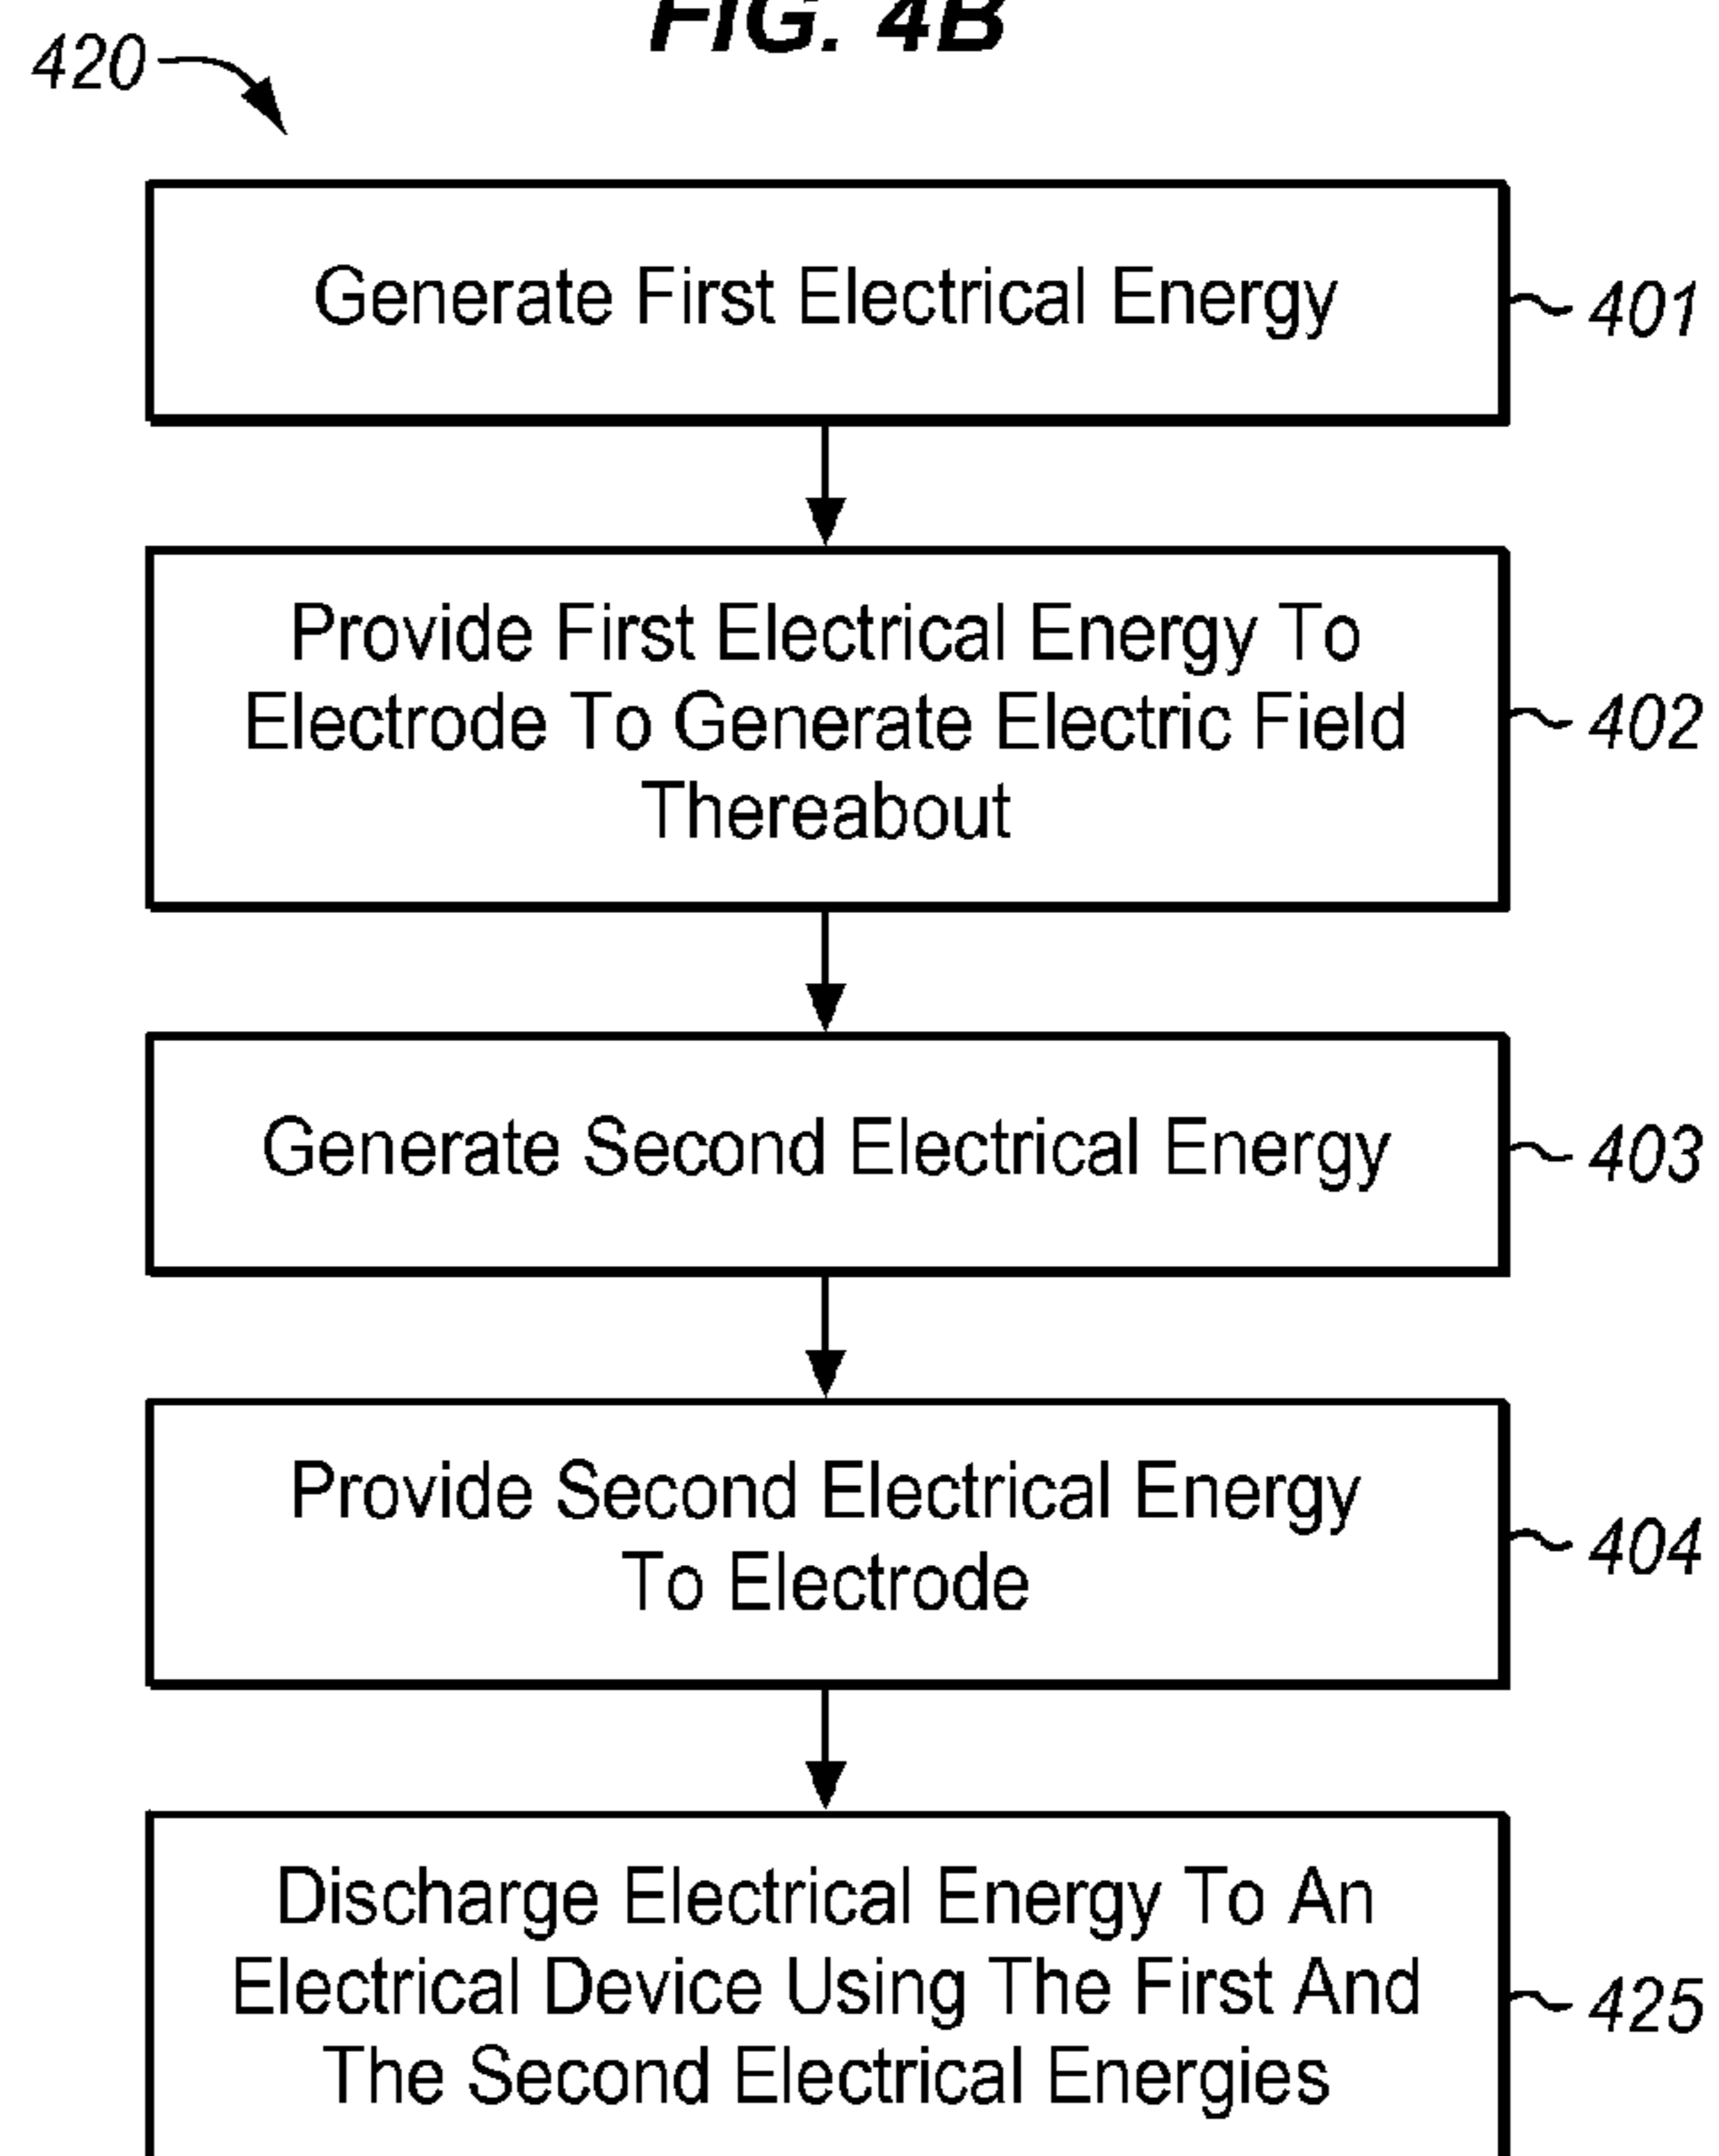 FIG. 4B
420
Generate First Electrical Energy
401
Provide First Electrical Energy To
Electrode To Generate Electric Field
Thereabout
402
Generate Second Electrical Energy
403
Provide Second Electrical Energy
To Electrode
404
Discharge Electrical Energy To An
Electrical Device Using The First And
The Second Electrical Energies
425